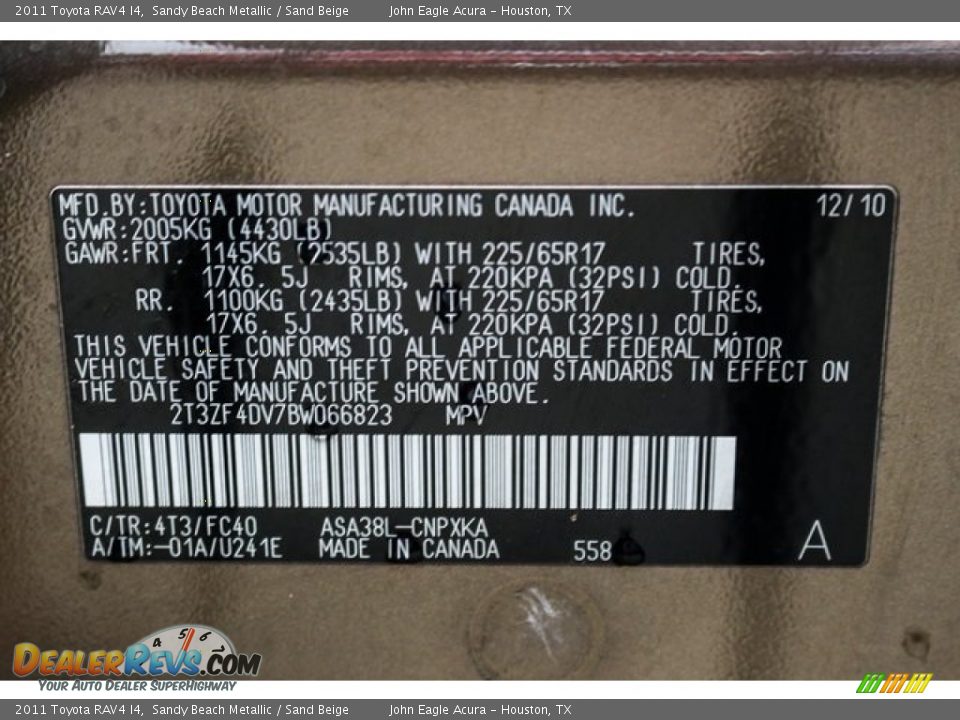 2011 Toyota RAV4 I4, Sandy Beach Metallic / Sand Beige John Eagle Acura - Houston, TX
MFD.BY:TOYOTA MOTOR MANUFACTURING CANADA INC. 12/10
GVWR:2005KG (4430LB)
GAWR:FRT. 1145KG (2535LB) WITH 225/65R17 TIRES,
17X6. 5J RIMS, AT 220KPA (32PSI) COLD.
RR. 1100KG (2435LB) WITH 225/65R17 TIRES,
17X6. 5J RIMS, AT 220KPA (32PSI) COLD.
THIS VEHICLE CONFORMS TO ALL APPLICABLE FEDERAL MOTOR
VEHICLE SAFETY AND THEFT PREVENTION STANDARDS IN EFFECT ON
THE DATE OF MANUFACTURE SHOWN ABOVE.
2T3ZF4DV7BW066823 MPV
C/TR:4T3/FC40 ASA38L-CNPXKA
A/TM:-01A/U241E MADE IN CANADA 558 A
4 5 6
DEALERREVS.COM
YOUR AUTO DEALER SUPERHIGHWAY
2011 Toyota RAV4 I4, Sandy Beach Metallic / Sand Beige John Eagle Acura - Houston, TX